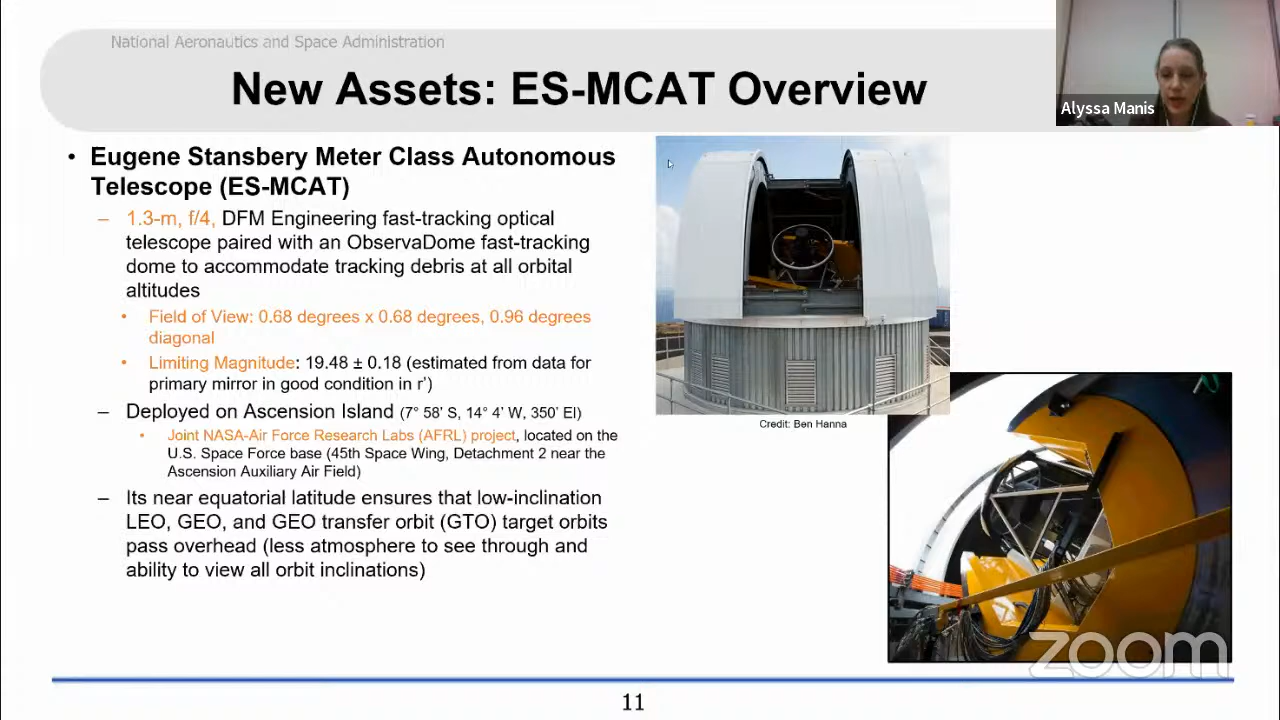 National Aeronautics and Space Administration
New Assets: ES-MCAT Overview
Alyssa Manis
• Eugene Stansbery Meter Class Autonomous
Telescope (ES-MCAT)
– 1.3-m, f/4, DFM Engineering fast-tracking optical
telescope paired with an ObservaDome fast-tracking
dome to accommodate tracking debris at all orbital
altitudes
• Field of View: 0.68 degrees x 0.68 degrees, 0.96 degrees
diagonal
• Limiting Magnitude: 19.48 ± 0.18 (estimated from data for
primary mirror in good condition in r’)
– Deployed on Ascension Island (7° 58’ S, 14° 4’ W, 350’ El)
• Joint NASA-Air Force Research Labs (AFRL) project, located on the
U.S. Space Force base (45th Space Wing, Detachment 2 near the
Ascension Auxiliary Air Field)
– Its near equatorial latitude ensures that low-inclination
LEO, GEO, and GEO transfer orbit (GTO) target orbits
pass overhead (less atmosphere to see through and
ability to view all orbit inclinations)
Credit: Ben Hanna
zoom
11